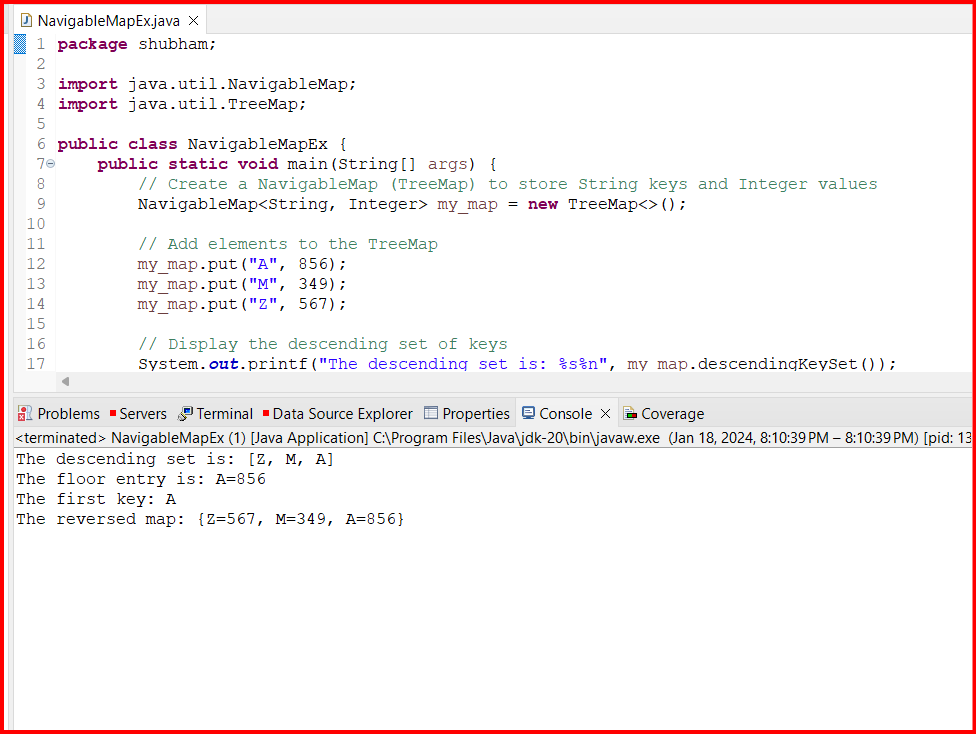 NavigableMapEx.java
1 package shubham;
2
3 import java.util.NavigableMap;
4 import java.util.TreeMap;
5
6 public class NavigableMapEx {
7 public static void main(String[] args) {
8 // Create a NavigableMap (TreeMap) to store String keys and Integer values
9 NavigableMap<String, Integer> my_map = new TreeMap<>();
10
11 // Add elements to the TreeMap
12 my_map.put("A", 856);
13 my_map.put("M", 349);
14 my_map.put("Z", 567);
15
16 // Display the descending set of keys
17 System.out.printf("The descending set is: %s%n", my_map.descendingKeySet());
Problems Servers Terminal Data Source Explorer Properties Console Coverage
<terminated> NavigableMapEx (1) [Java Application] C:\Program Files\Java\jdk-20\bin\javaw.exe (Jan 18, 2024, 8:10:39 PM – 8:10:39 PM) [pid: 13
The descending set is: [Z, M, A]
The floor entry is: A=856
The first key: A
The reversed map: {Z=567, M=349, A=856}